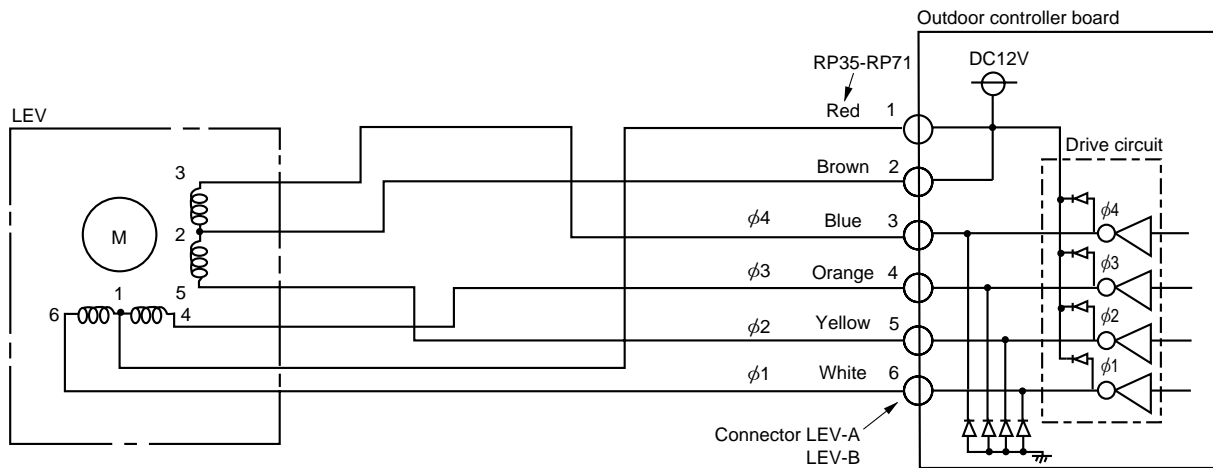 Outdoor controller board
DC12V
RP35-RP71
LEV
Red 1
Drive circuit
3
Brown 2
ϕ4
ϕ4 Blue 3
M
2
ϕ3
ϕ3 Orange 4
5
1
6
4
ϕ2
ϕ2 Yellow 5
ϕ1
ϕ1 White 6
Connector LEV-A
LEV-B